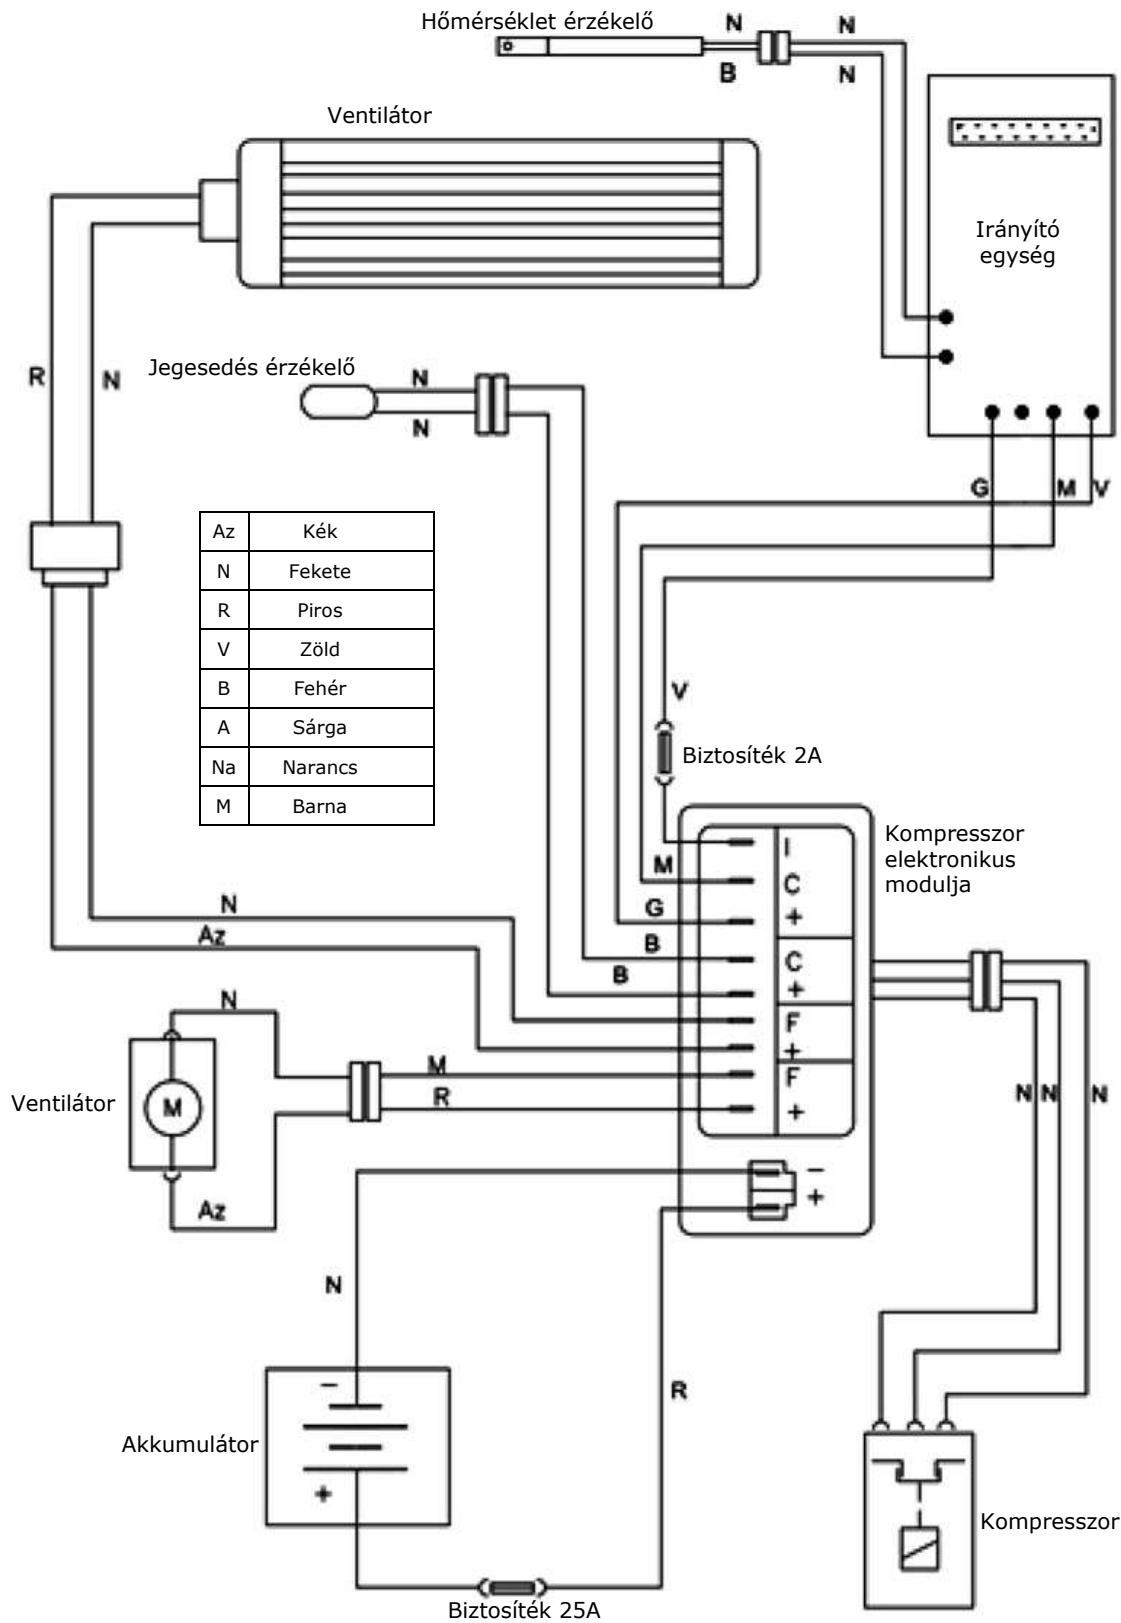 Hőmérséklet érzékelő
N
N
B
N
Ventilátor
Irányító
egység
R
N
Jegesedés érzékelő
N
N
G
M
V
Az Kék
N Fekete
R Piros
V Zöld
B Fehér
A Sárga
Na Narancs
M Barna
V
Biztosíték 2A
Kompresszor
elektronikus
modulja
I
M
C
G
+
N
Az
B
C
B
+
N
F
+
M
F
R
+
Ventilátor
M
N
N
N
Az
−
+
N
R
−
Akkumulátor
+
Kompresszor
Biztosíték 25A